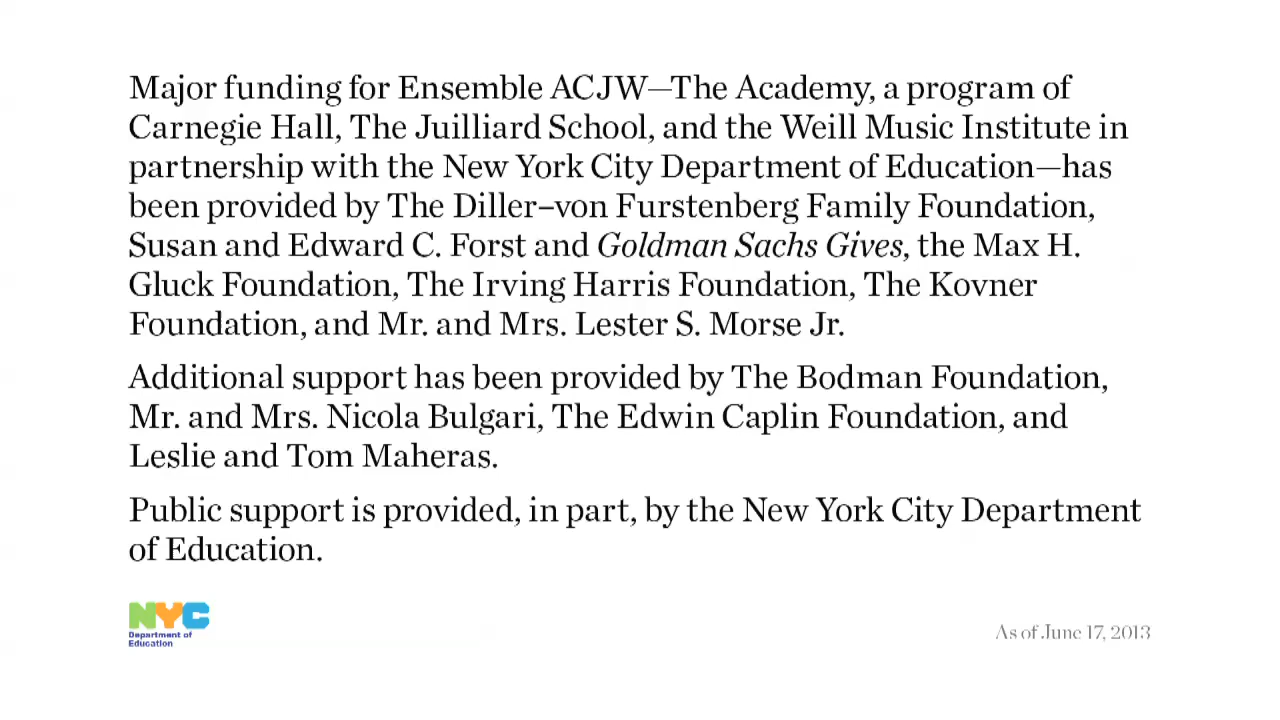 Major funding for Ensemble ACJW—The Academy, a program of
Carnegie Hall, The Juilliard School, and the Weill Music Institute in
partnership with the New York City Department of Education—has
been provided by The Diller–von Furstenberg Family Foundation,
Susan and Edward C. Forst and Goldman Sachs Gives, the Max H.
Gluck Foundation, The Irving Harris Foundation, The Kovner
Foundation, and Mr. and Mrs. Lester S. Morse Jr.
Additional support has been provided by The Bodman Foundation,
Mr. and Mrs. Nicola Bulgari, The Edwin Caplin Foundation, and
Leslie and Tom Maheras.
Public support is provided, in part, by the New York City Department
of Education.
NYC
Department of
Education
As of June 17, 2013